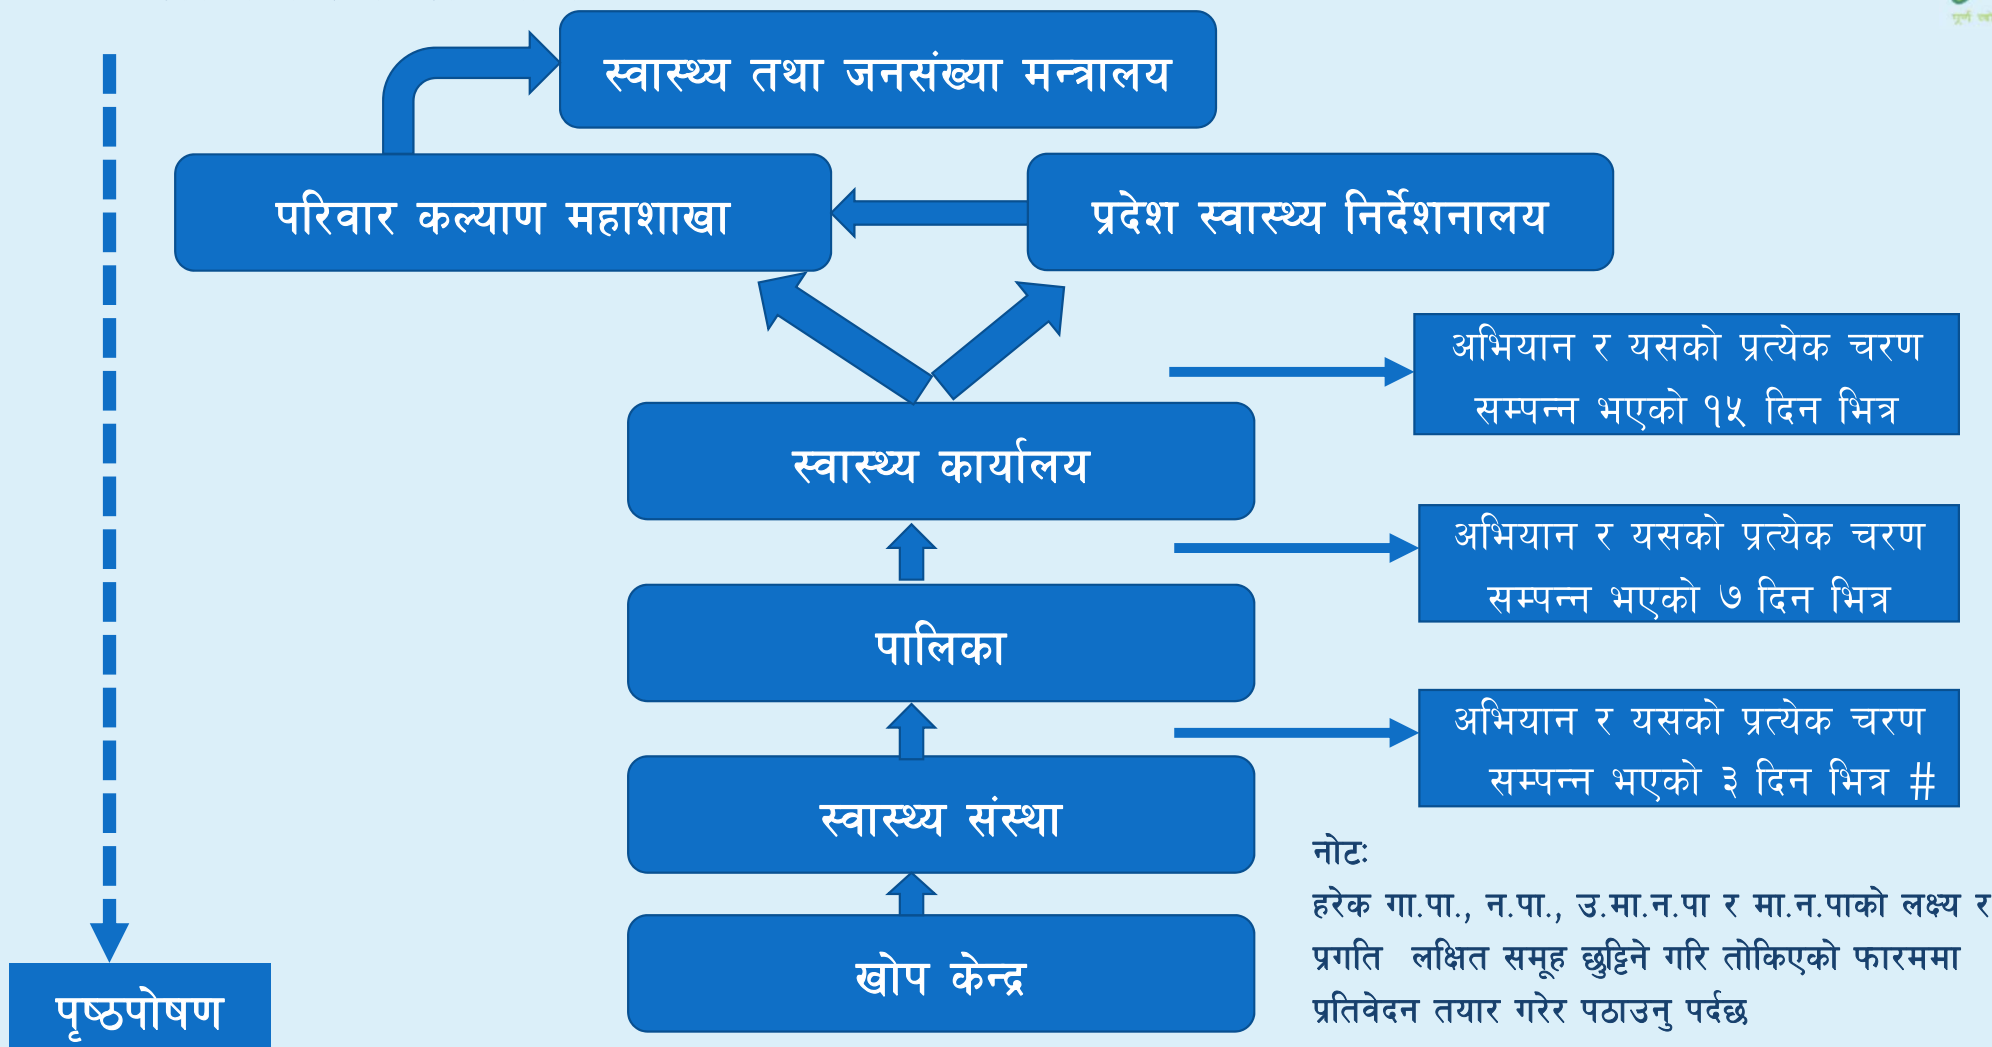 स्वास्थ्य तथा जनसंख्या मन्त्रालय
परिवार कल्याण महाशाखा
प्रदेश स्वास्थ्य निर्देशनालय
अभियान र यसको प्रत्येक चरण
सम्पन्न भएको १५ दिन भित्र
स्वास्थ्य कार्यालय
अभियान र यसको प्रत्येक चरण
सम्पन्न भएको ७ दिन भित्र
पालिका
अभियान र यसको प्रत्येक चरण
सम्पन्न भएको ३ दिन भित्र #
स्वास्थ्य संस्था
खोप केन्द्र
नोटः
हरेक गा.पा., न.पा., उ.मा.न.पा र मा.न.पाको लक्ष्य र
प्रगति लक्षित समूह छुट्टिने गरि तोकिएको फारममा
प्रतिवेदन तयार गरेर पठाउनु पर्दछ
पृष्ठपोषण